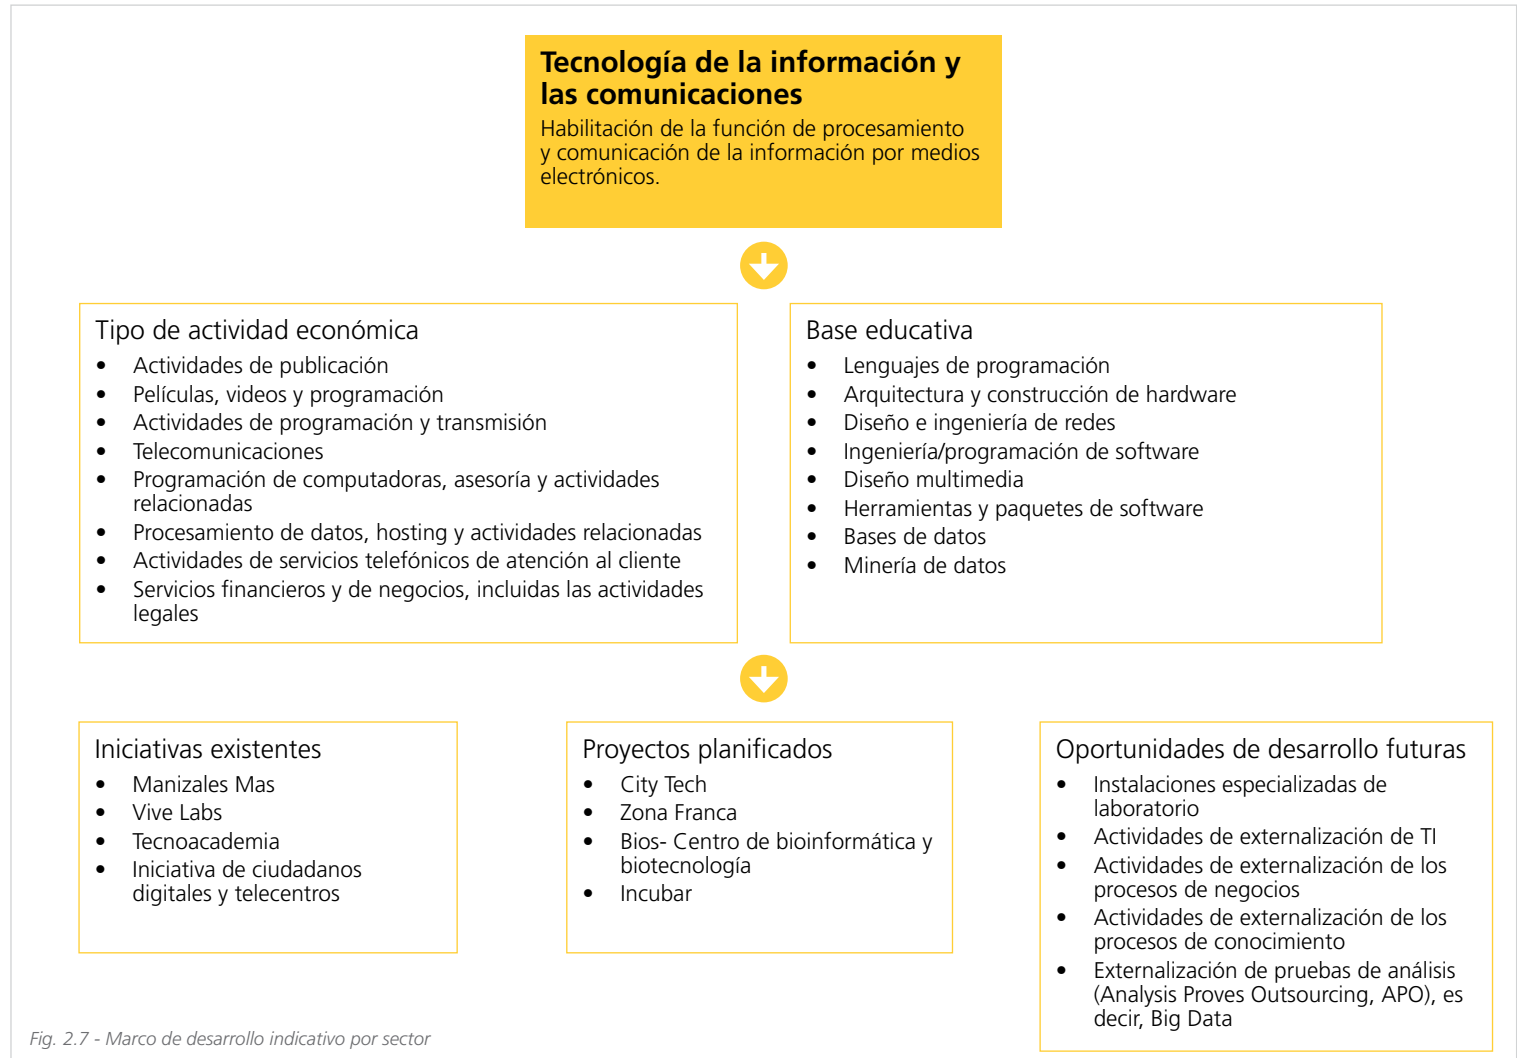 Tecnología de la información y
las comunicaciones
Habilitación de la función de procesamiento
y comunicación de la información por medios
electrónicos.
Tipo de actividad económica
• Actividades de publicación
• Películas, videos y programación
• Actividades de programación y transmisión
• Telecomunicaciones
• Programación de computadoras, asesoría y actividades
relacionadas
• Procesamiento de datos, hosting y actividades relacionadas
• Actividades de servicios telefónicos de atención al cliente
• Servicios financieros y de negocios, incluidas las actividades
legales
Base educativa
• Lenguajes de programación
• Arquitectura y construcción de hardware
• Diseño e ingeniería de redes
• Ingeniería/programación de software
• Diseño multimedia
• Herramientas y paquetes de software
• Bases de datos
• Minería de datos
Iniciativas existentes
• Manizales Mas
• Vive Labs
• Tecnoacademia
• Iniciativa de ciudadanos
digitales y telecentros
Proyectos planificados
• City Tech
• Zona Franca
• Bios- Centro de bioinformática y
biotecnología
• Incubar
Oportunidades de desarrollo futuras
• Instalaciones especializadas de
laboratorio
• Actividades de externalización de TI
• Actividades de externalización de los
procesos de negocios
• Actividades de externalización de los
procesos de conocimiento
• Externalización de pruebas de análisis
(Analysis Proves Outsourcing, APO), es
decir, Big Data
Fig. 2.7 - Marco de desarrollo indicativo por sector